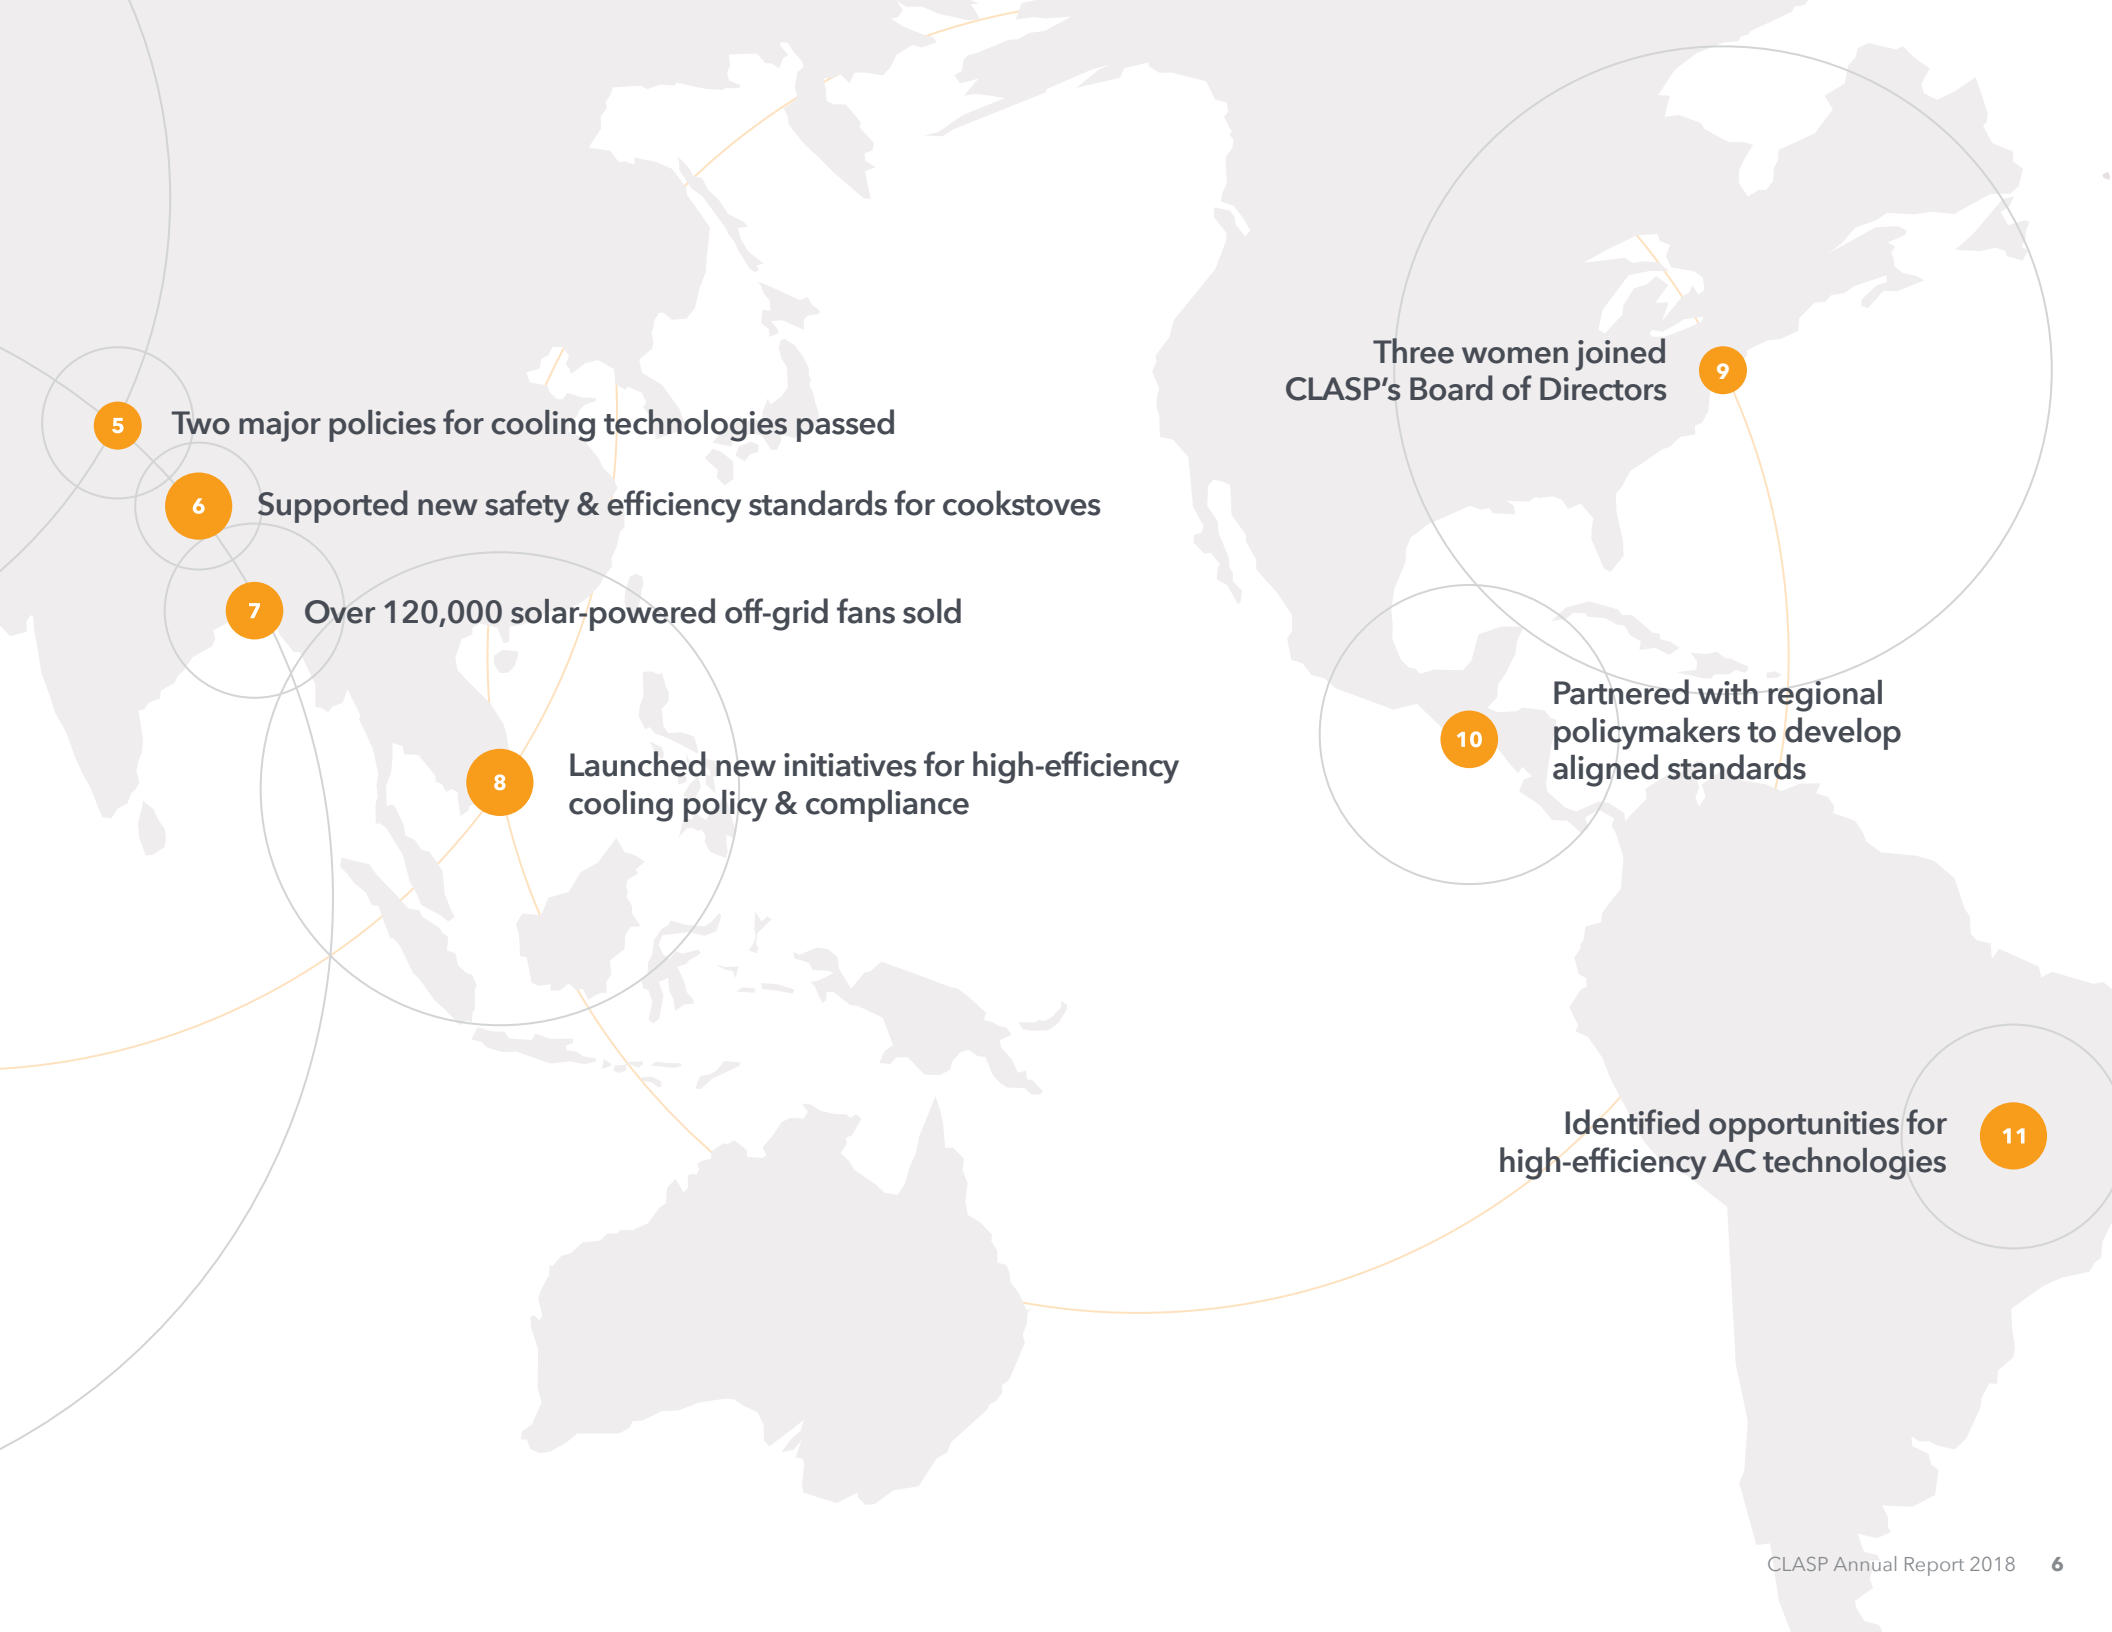 5 Two major policies for cooling technologies passed
6 Supported new safety & efficiency standards for cookstoves
7 Over 120,000 solar-powered off-grid fans sold
8 Launched new initiatives for high-efficiency
cooling policy & compliance
Three women joined
CLASP’s Board of Directors
9
10
Partnered with regional
policymakers to develop
aligned standards
Identified opportunities for
high-efficiency AC technologies
11
CLASP Annual Report 2018 6